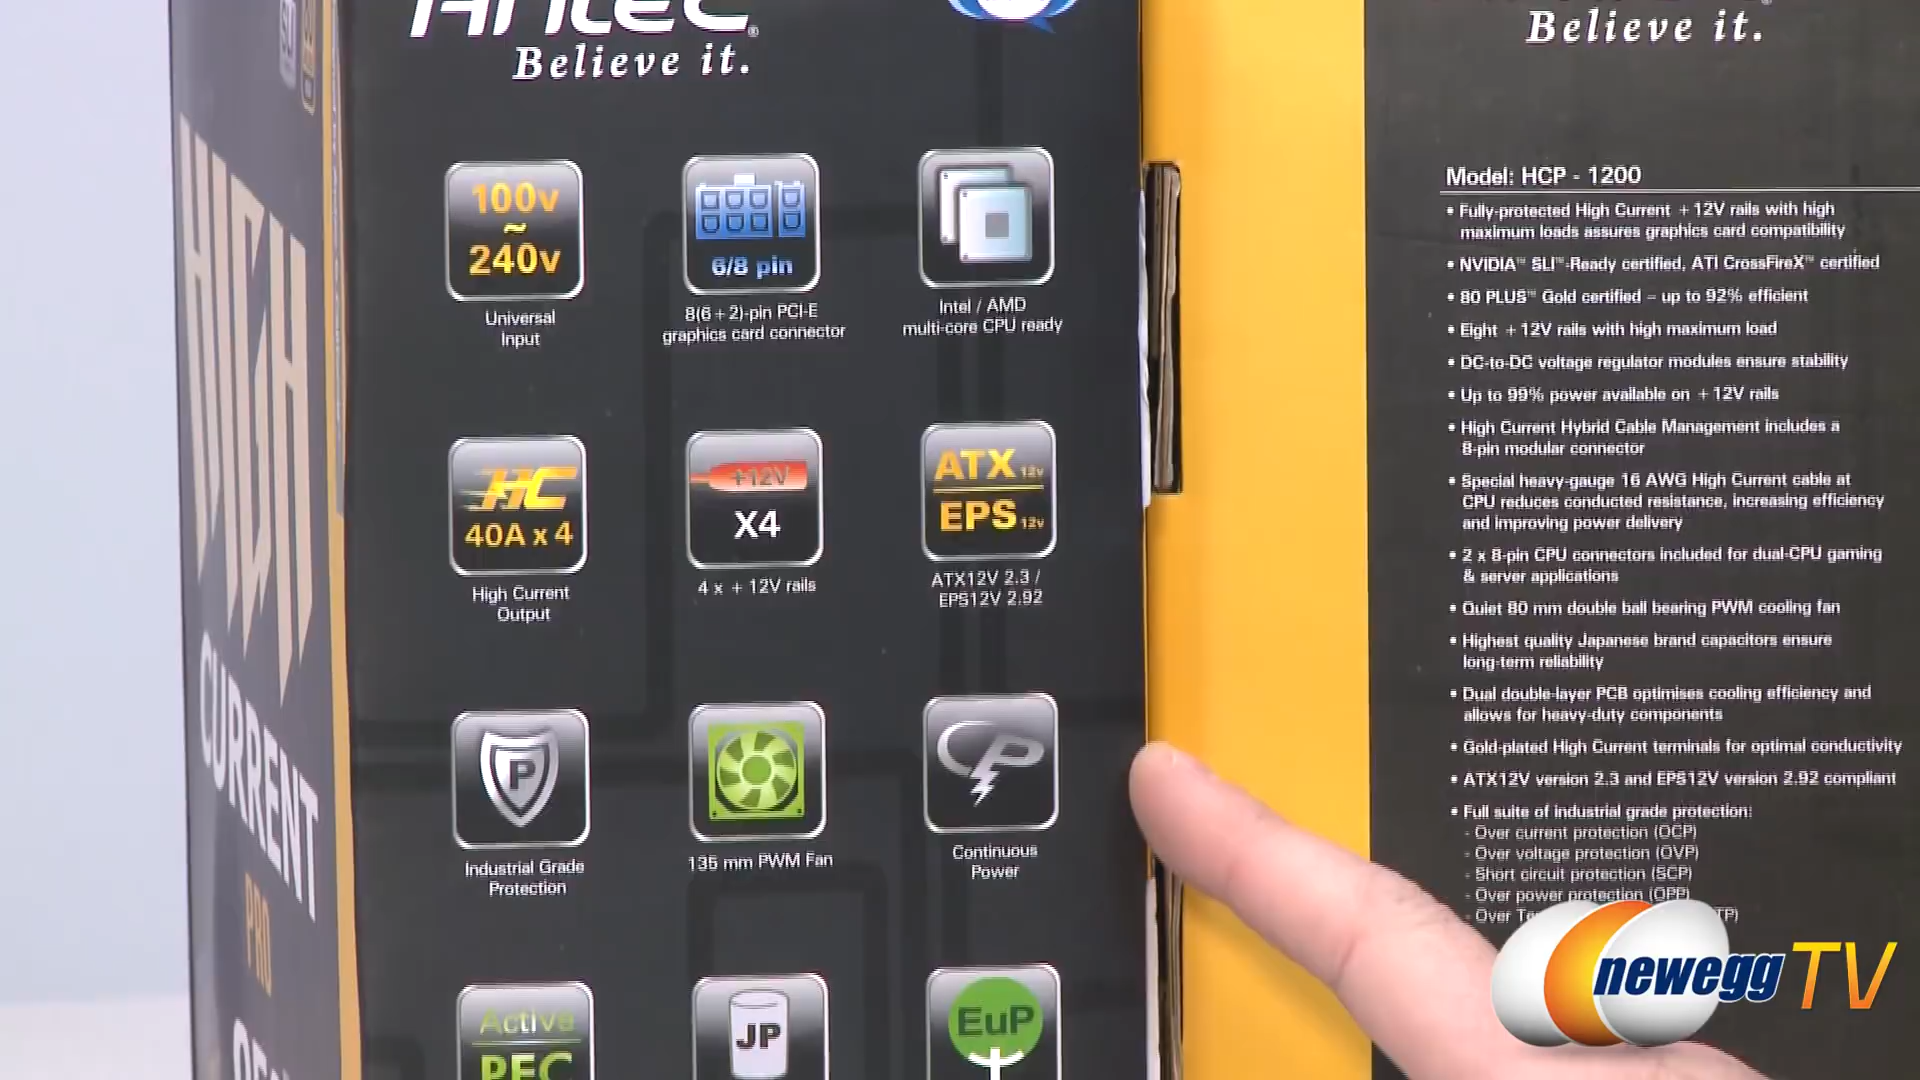 Antec®
Believe it.
100v
~
240v
Universal
Input
6/8 pin
8(6+2)-pin PCI-E
graphics card connector
Intel / AMD
multi-core CPU ready
HC
40A x 4
High Current
Output
+12V
X4
4 x +12V rails
ATX 12v
EPS 12v
ATX12V 2.3 /
EPS12V 2.92
P
Industrial Grade
Protection
135 mm PWM Fan
CP
Continuous
Power
Active
PFC
JP
EuP
HIGH
CURRENT
PRO
Believe it.
Model: HCP - 1200
• Fully-protected High Current +12V rails with high
maximum loads assures graphics card compatibility
• NVIDIA™ SLI™-Ready certified, ATI CrossFireX™ certified
• 80 PLUS™ Gold certified – up to 92% efficient
• Eight +12V rails with high maximum load
• DC-to-DC voltage regulator modules ensure stability
• Up to 99% power available on +12V rails
• High Current Hybrid Cable Management includes a
8-pin modular connector
• Special heavy-gauge 16 AWG High Current cable at
CPU reduces conducted resistance, increasing efficiency
and improving power delivery
• 2 x 8-pin CPU connectors included for dual-CPU gaming
& server applications
• Quiet 80 mm double ball bearing PWM cooling fan
• Highest quality Japanese brand capacitors ensure
long-term reliability
• Dual double-layer PCB optimises cooling efficiency and
allows for heavy-duty components
• Gold-plated High Current terminals for optimal conductivity
• ATX12V version 2.3 and EPS12V version 2.92 compliant
• Full suite of industrial grade protection:
- Over current protection (OCP)
- Over voltage protection (OVP)
- Short circuit protection (SCP)
- Over power protection (OPP)
- Over
newegg TV